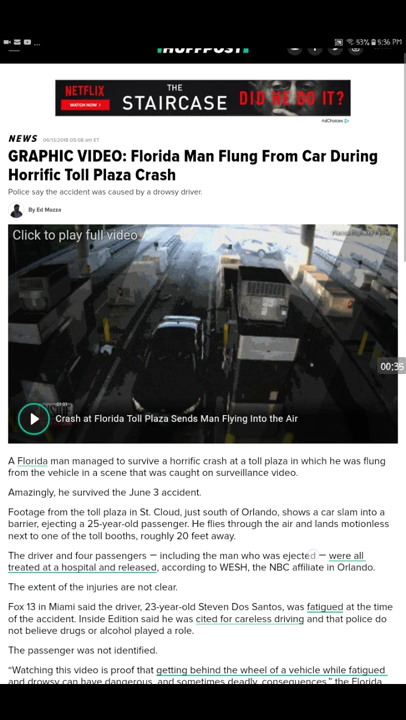 53% 5:36 PM
HUFFPOST
NETFLIX
WATCH NOW
THE
STAIRCASE
DID HE DO IT?
AdChoices
NEWS 06/13/2018 05:08 am ET
GRAPHIC VIDEO: Florida Man Flung From Car During
Horrific Toll Plaza Crash
Police say the accident was caused by a drowsy driver.
By Ed Mazza
Click to play full video
00:35
01:01
Crash at Florida Toll Plaza Sends Man Flying Into the Air
A Florida man managed to survive a horrific crash at a toll plaza in which he was flung
from the vehicle in a scene that was caught on surveillance video.
Amazingly, he survived the June 3 accident.
Footage from the toll plaza in St. Cloud, just south of Orlando, shows a car slam into a
barrier, ejecting a 25-year-old passenger. He flies through the air and lands motionless
next to one of the toll booths, roughly 20 feet away.
The driver and four passengers — including the man who was ejected — were all
treated at a hospital and released, according to WESH, the NBC affiliate in Orlando.
The extent of the injuries are not clear.
Fox 13 in Miami said the driver, 23-year-old Steven Dos Santos, was fatigued at the time
of the accident. Inside Edition said he was cited for careless driving and that police do
not believe drugs or alcohol played a role.
The passenger was not identified.
“Watching this video is proof that getting behind the wheel of a vehicle while fatigued
and drowsy can have dangerous, and sometimes deadly, consequences,” the Florida